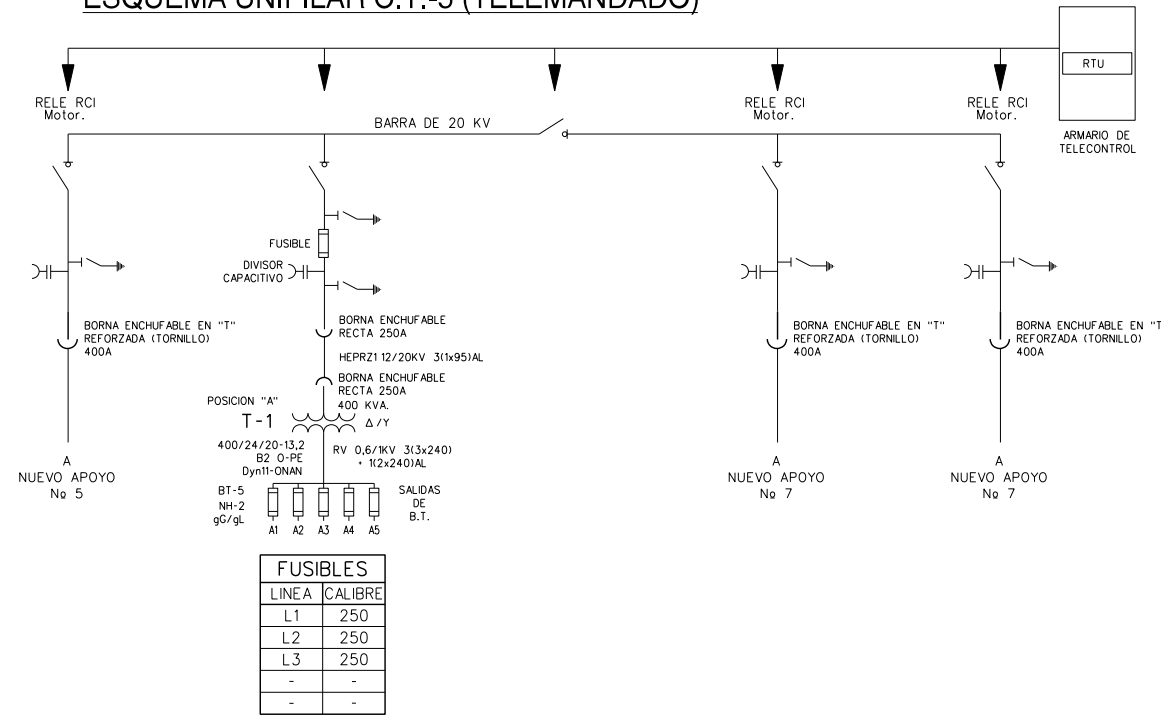 ESQUEMA UNIFILAR C.T.-5 (TELEMANDADO)
RTU
ARMARIO DE
TELECONTROL
RELE RCI
Motor.
RELE RCI
Motor.
RELE RCI
Motor.
BARRA DE 20 KV
FUSIBLE
DIVISOR
CAPACITIVO
BORNA ENCHUFABLE EN "T"
REFORZADA (TORNILLO)
400A
BORNA ENCHUFABLE
RECTA 250A
HEPRZ1 12/20KV 3(1x95)AL
BORNA ENCHUFABLE
RECTA 250A
400 KVA.
POSICION "A"
T-1
Δ/Y
400/24/20-13,2
B2 O-PE
Dyn11-ONAN
RV 0,6/1KV 3(3x240)
+ 1(2x240)AL
BT-5
NH-2
gG/gL
SALIDAS
DE
B.T.
A1 A2 A3 A4 A5
BORNA ENCHUFABLE EN "T"
REFORZADA (TORNILLO)
400A
BORNA ENCHUFABLE EN "T
REFORZADA (TORNILLO)
400A
A
NUEVO APOYO
Nº 5
A
NUEVO APOYO
Nº 7
A
NUEVO APOYO
Nº 7
FUSIBLES
LINEA CALIBRE
L1 250
L2 250
L3 250
- -
- -